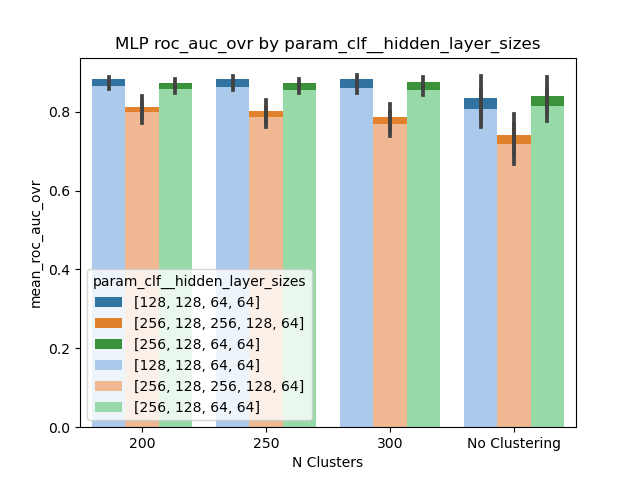 MLP roc_auc_ovr by param_clf__hidden_layer_sizes
mean_roc_auc_ovr
0.8
0.6
0.4
0.2
0.0
param_clf__hidden_layer_sizes
[128, 128, 64, 64]
[256, 128, 256, 128, 64]
[256, 128, 64, 64]
[128, 128, 64, 64]
[256, 128, 256, 128, 64]
[256, 128, 64, 64]
200 250 300 No Clustering
N Clusters